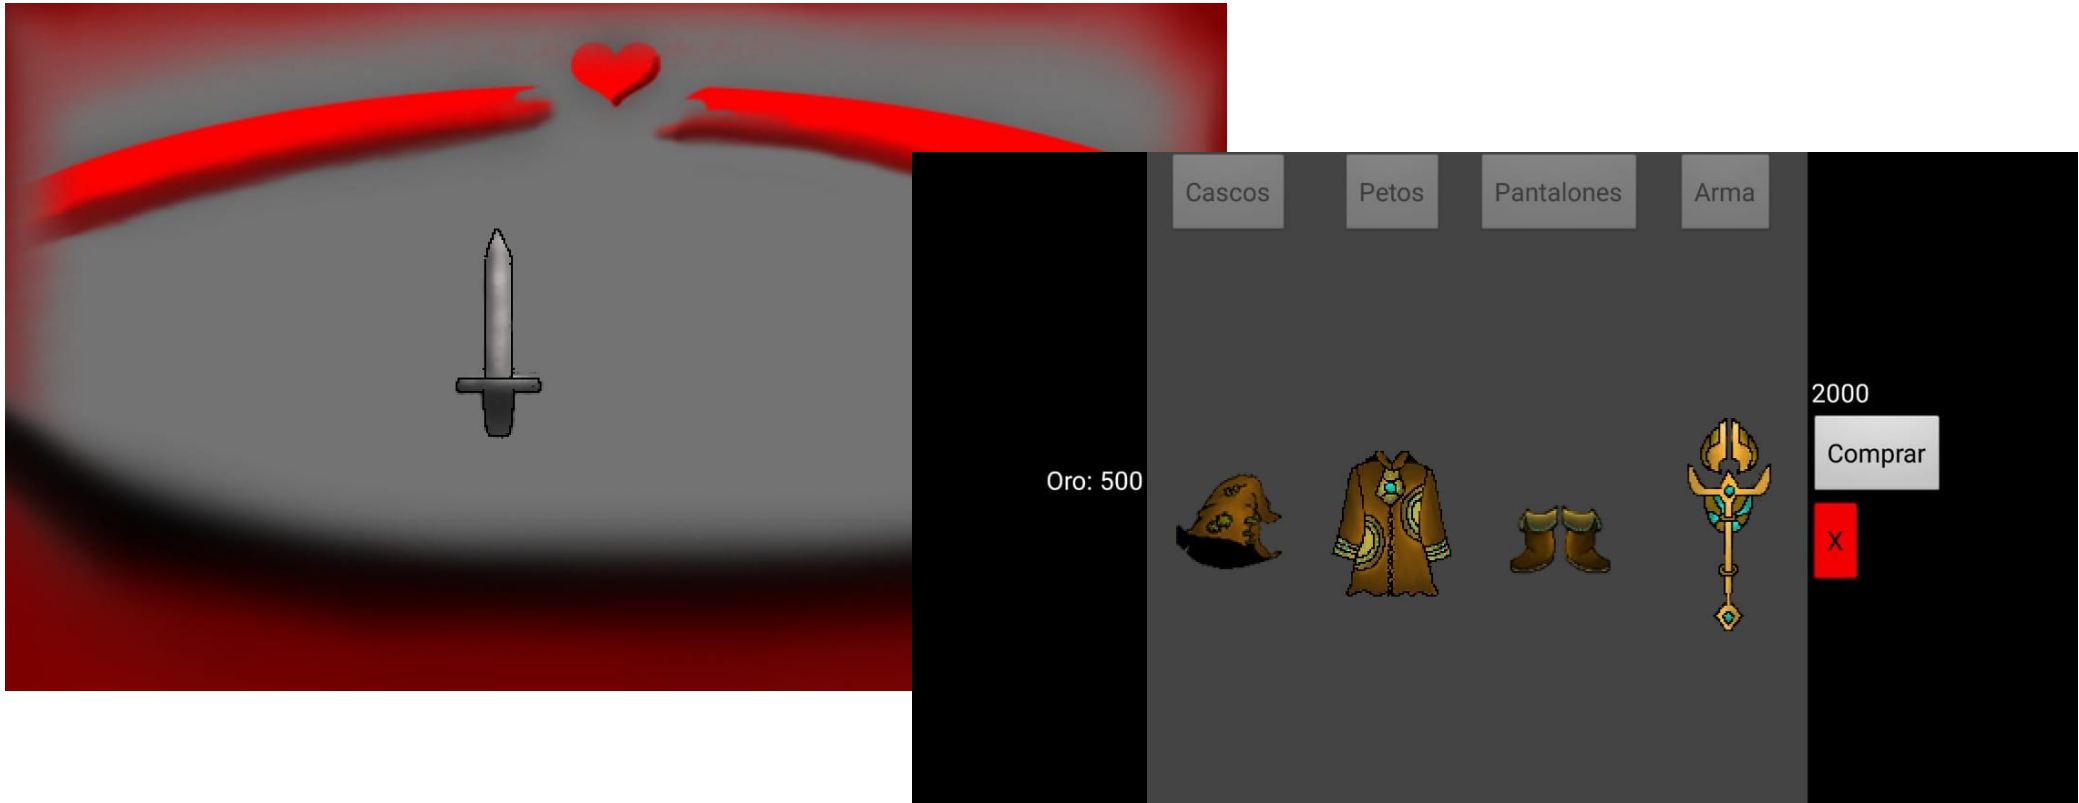 Cascos
Petos
Pantalones
Arma
2000
Comprar
Oro: 500
X